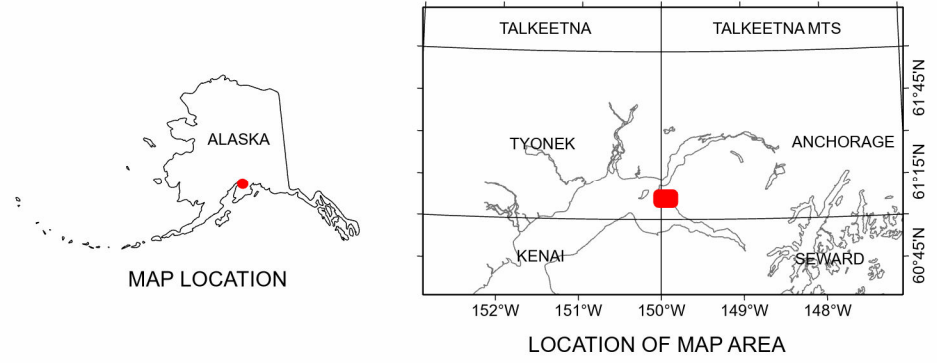 ALASKA
MAP LOCATION
TALKEETNA
TALKEETNA MTS
TYONEK
ANCHORAGE
KENAI
SEWARD
61°45'N
61°15'N
60°45'N
152°W
151°W
150°W
149°W
148°W
LOCATION OF MAP AREA